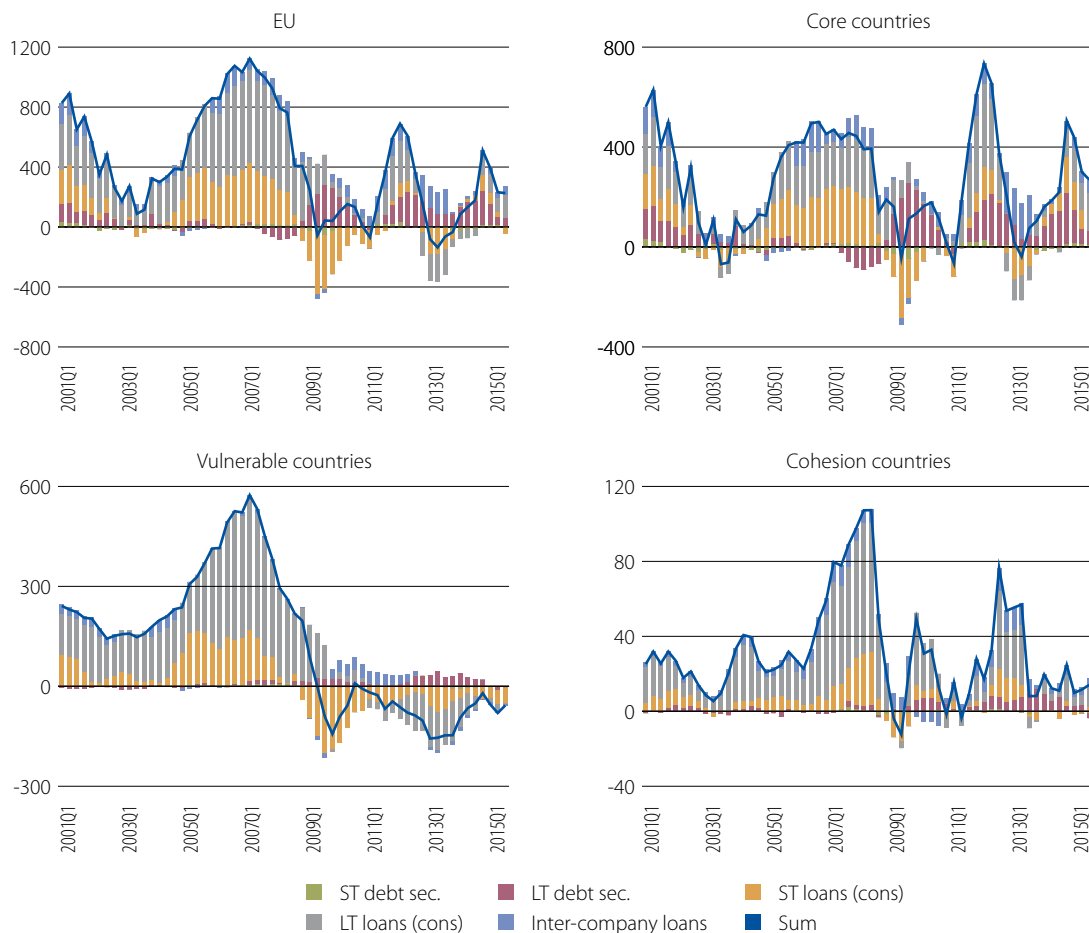 EU
1200
800
400
0
-400
-800
2001Q1
2003Q1
2005Q1
2007Q1
2009Q1
2011Q1
2013Q1
2015Q1
Core countries
800
400
0
-400
2001Q1
2003Q1
2005Q1
2007Q1
2009Q1
2011Q1
2013Q1
2015Q1
Vulnerable countries
600
300
0
-300
2001Q1
2003Q1
2005Q1
2007Q1
2009Q1
2011Q1
2013Q1
2015Q1
Cohesion countries
120
80
40
0
-40
2001Q1
2003Q1
2005Q1
2007Q1
2009Q1
2011Q1
2013Q1
2015Q1
ST debt sec. LT debt sec. ST loans (cons)
LT loans (cons) Inter-company loans Sum